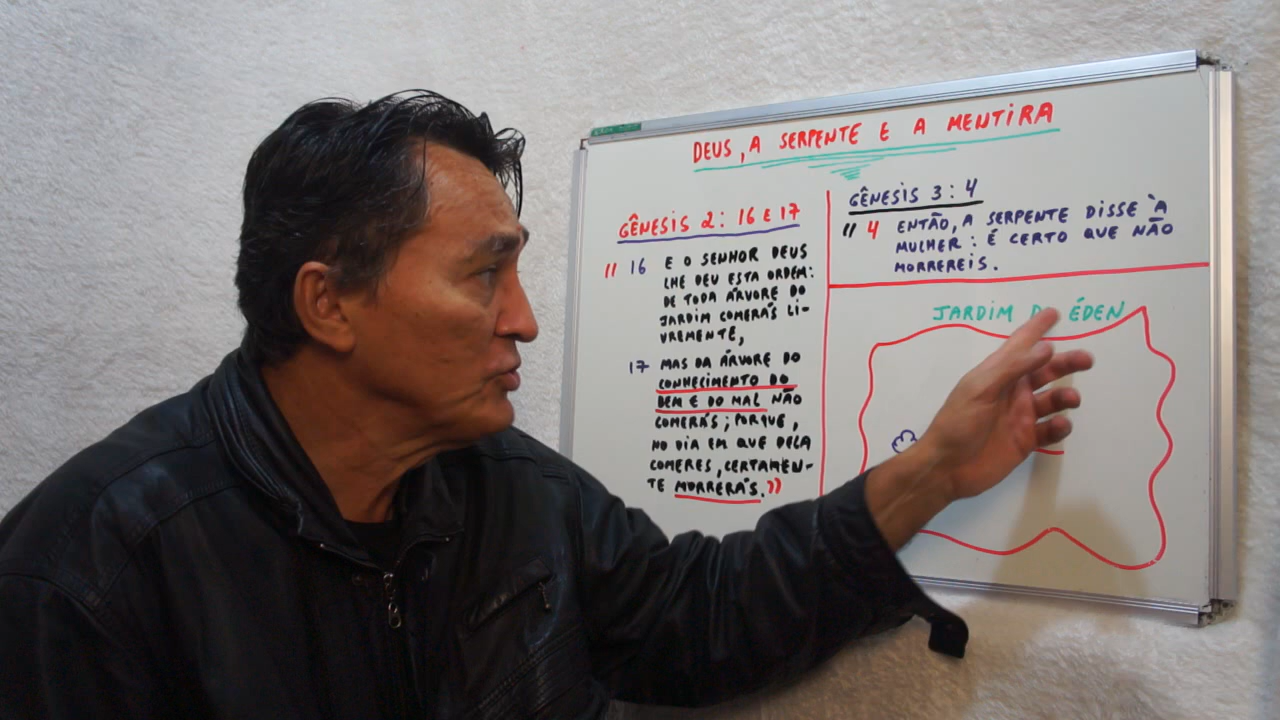 DEUS, A SERPENTE E A MENTIRA
GÊNESIS 2: 16 E 17
" 16 E O SENHOR DEUS
LHE DEU ESTA ORDEM:
DE TODA ÁRVORE DO
JARDIM COMERÁS LI-
VREMENTE,
17 MAS DA ÁRVORE DO
CONHECIMENTO DO
BEM E DO MAL NÃO
COMERÁS; PORQUE,
NO DIA EM QUE DELA
COMERES, CERTAMEN-
TE MORRERÁS."
GÊNESIS 3: 4
" 4 ENTÃO, A SERPENTE DISSE À
MULHER: É CERTO QUE NÃO
MORREREIS.
JARDIM ÉDEN